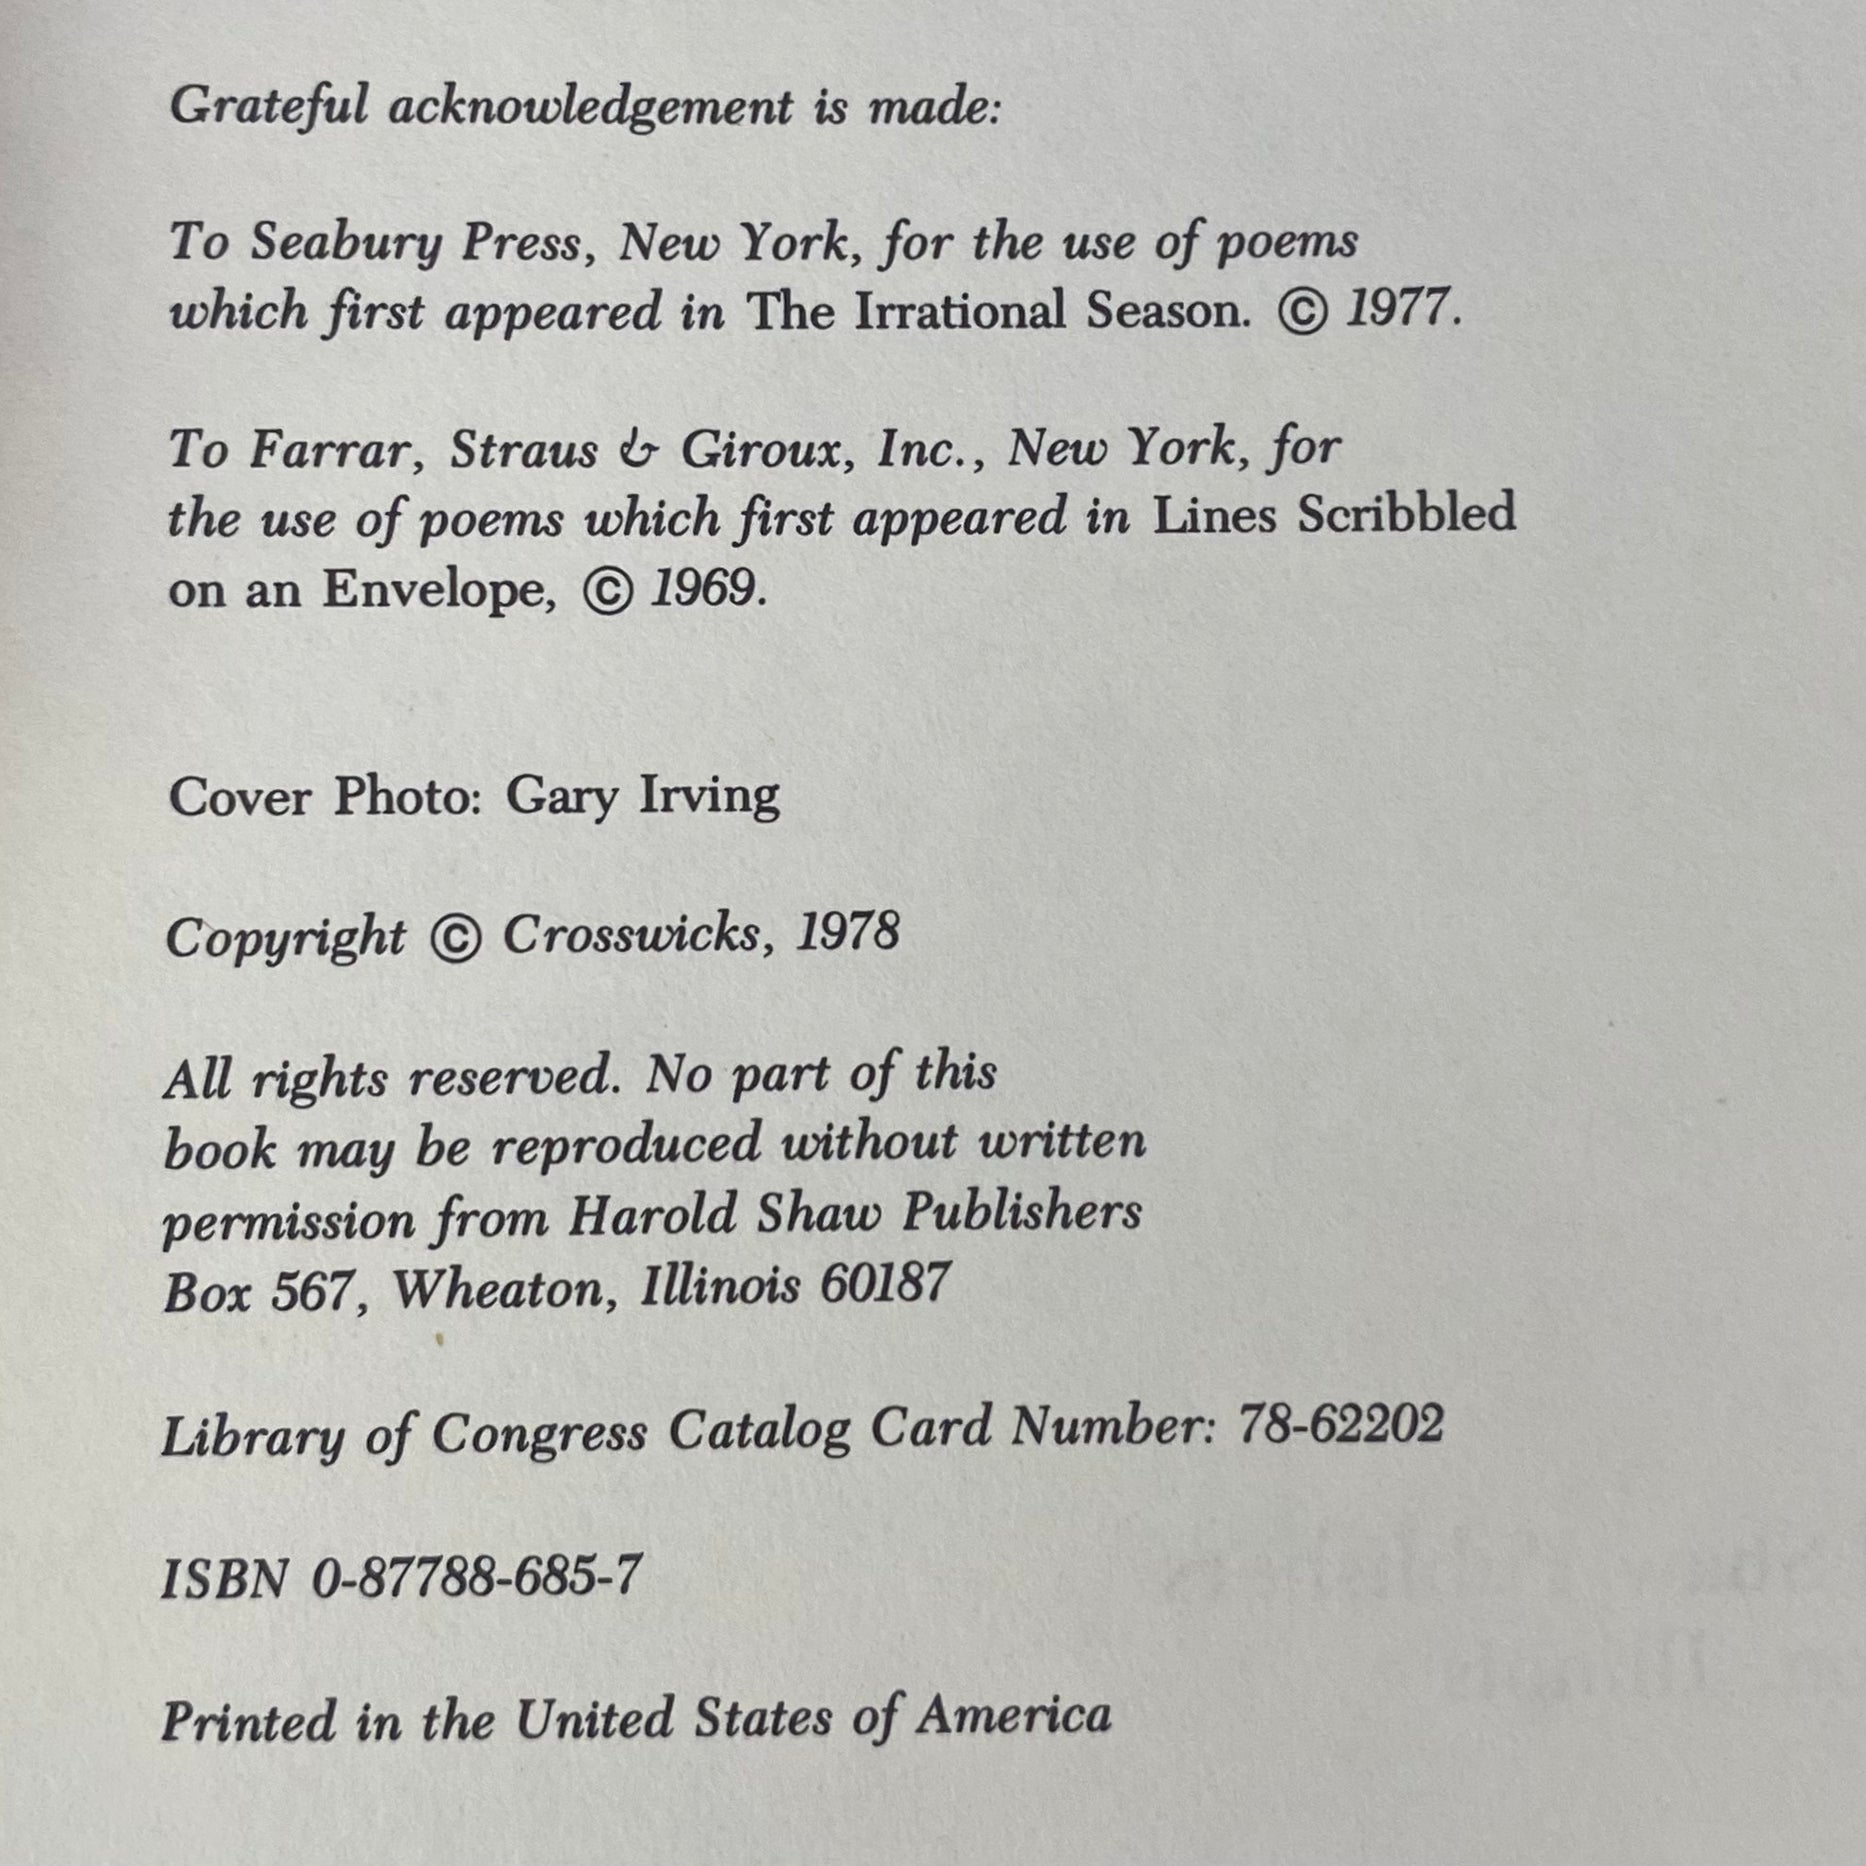 Grateful acknowledgement is made:
To Seabury Press, New York, for the use of poems
which first appeared in The Irrational Season. © 1977.
To Farrar, Straus & Giroux, Inc., New York, for
the use of poems which first appeared in Lines Scribbled
on an Envelope, © 1969.
Cover Photo: Gary Irving
Copyright © Crosswicks, 1978
All rights reserved. No part of this
book may be reproduced without written
permission from Harold Shaw Publishers
Box 567, Wheaton, Illinois 60187
Library of Congress Catalog Card Number: 78-62202
ISBN 0-87788-685-7
Printed in the United States of America